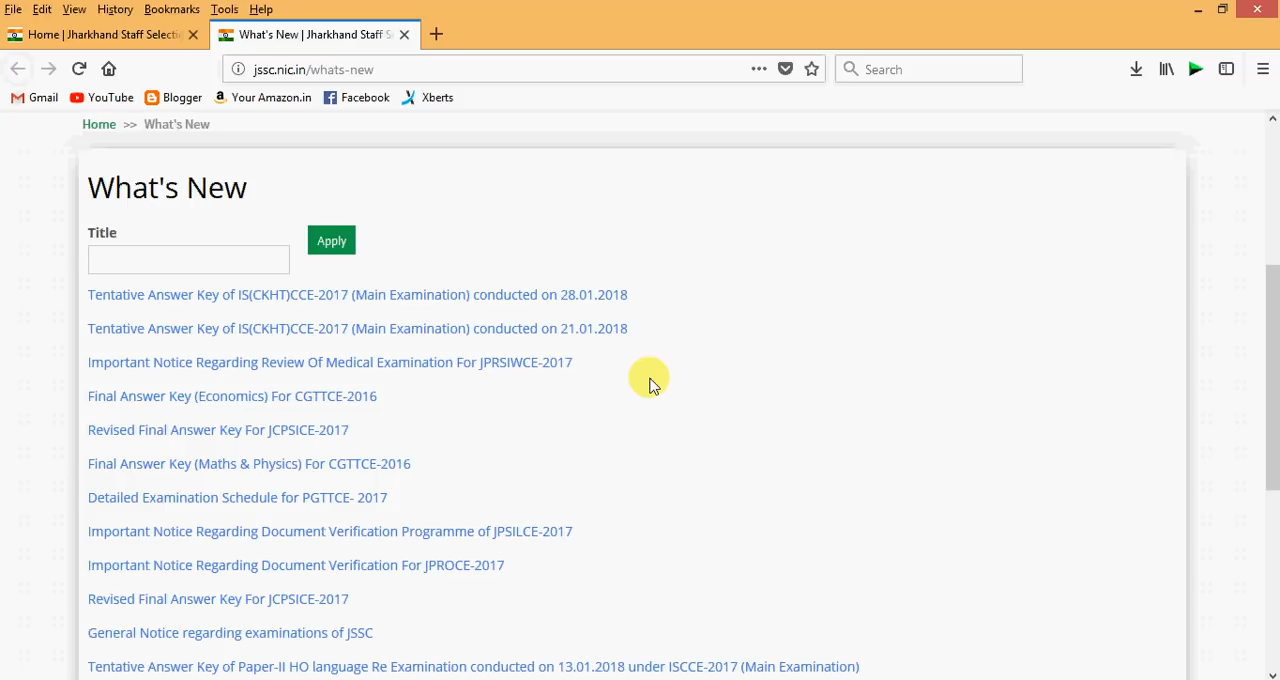 File Edit View History Bookmarks Tools Help
Home | Jharkhand Staff Selecti
What's New | Jharkhand Staff S
jssc.nic.in/whats-new
Search
Gmail YouTube Blogger Your Amazon.in Facebook Xberts
Home >> What's New
What's New
Title
Apply
Tentative Answer Key of IS(CKHT)CCE-2017 (Main Examination) conducted on 28.01.2018
Tentative Answer Key of IS(CKHT)CCE-2017 (Main Examination) conducted on 21.01.2018
Important Notice Regarding Review Of Medical Examination For JPRSIWCE-2017
Final Answer Key (Economics) For CGTTCE-2016
Revised Final Answer Key For JCPSICE-2017
Final Answer Key (Maths & Physics) For CGTTCE-2016
Detailed Examination Schedule for PGTTCE- 2017
Important Notice Regarding Document Verification Programme of JPSILCE-2017
Important Notice Regarding Document Verification For JPROCE-2017
Revised Final Answer Key For JCPSICE-2017
General Notice regarding examinations of JSSC
Tentative Answer Key of Paper-II HO language Re Examination conducted on 13.01.2018 under ISCCE-2017 (Main Examination)